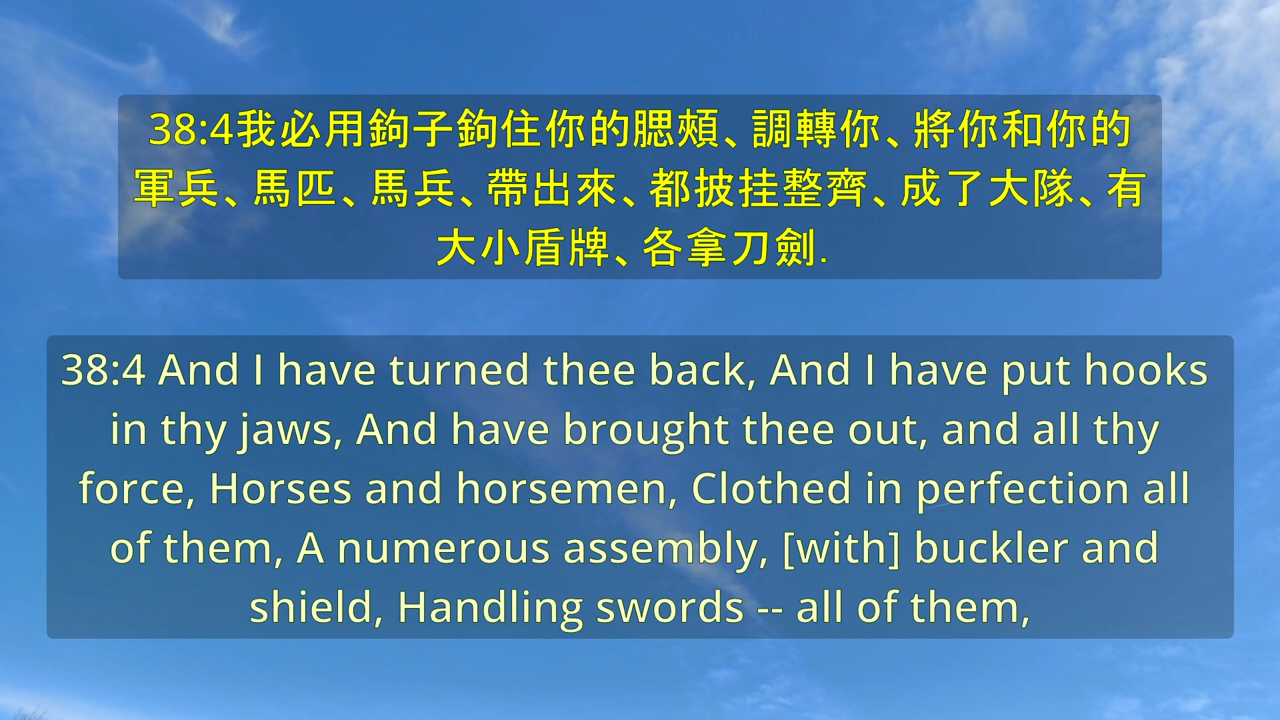 38:4我必用鉤子鉤住你的腮頰、調轉你、將你和你的
軍兵、馬匹、馬兵、帶出來、都披挂整齊、成了大隊、有
大小盾牌、各拿刀劍.
38:4 And I have turned thee back, And I have put hooks
in thy jaws, And have brought thee out, and all thy
force, Horses and horsemen, Clothed in perfection all
of them, A numerous assembly, [with] buckler and
shield, Handling swords -- all of them,